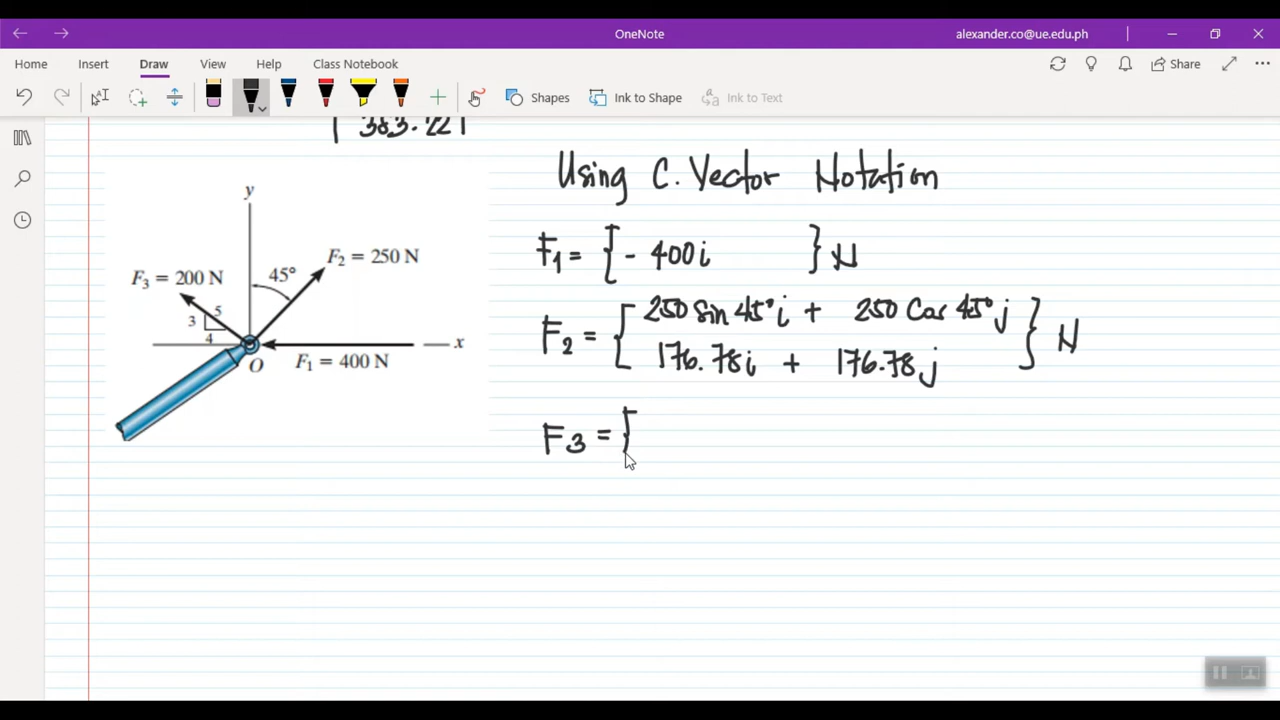 OneNote
alexander.co@ue.edu.ph
Home Insert Draw View Help Class Notebook Share
Shapes Ink to Shape Ink to Text
383.221
Using C. Vector Notation
y
F₂ = 250 N
45°
F₃ = 200 N
5
3
4
x
O
F₁ = 400 N
F₁ = { - 400i } N
F₂ = { 250 Sin 45° i + 250 Cos 45° j
176.78i + 176.78j } N
F3 = {